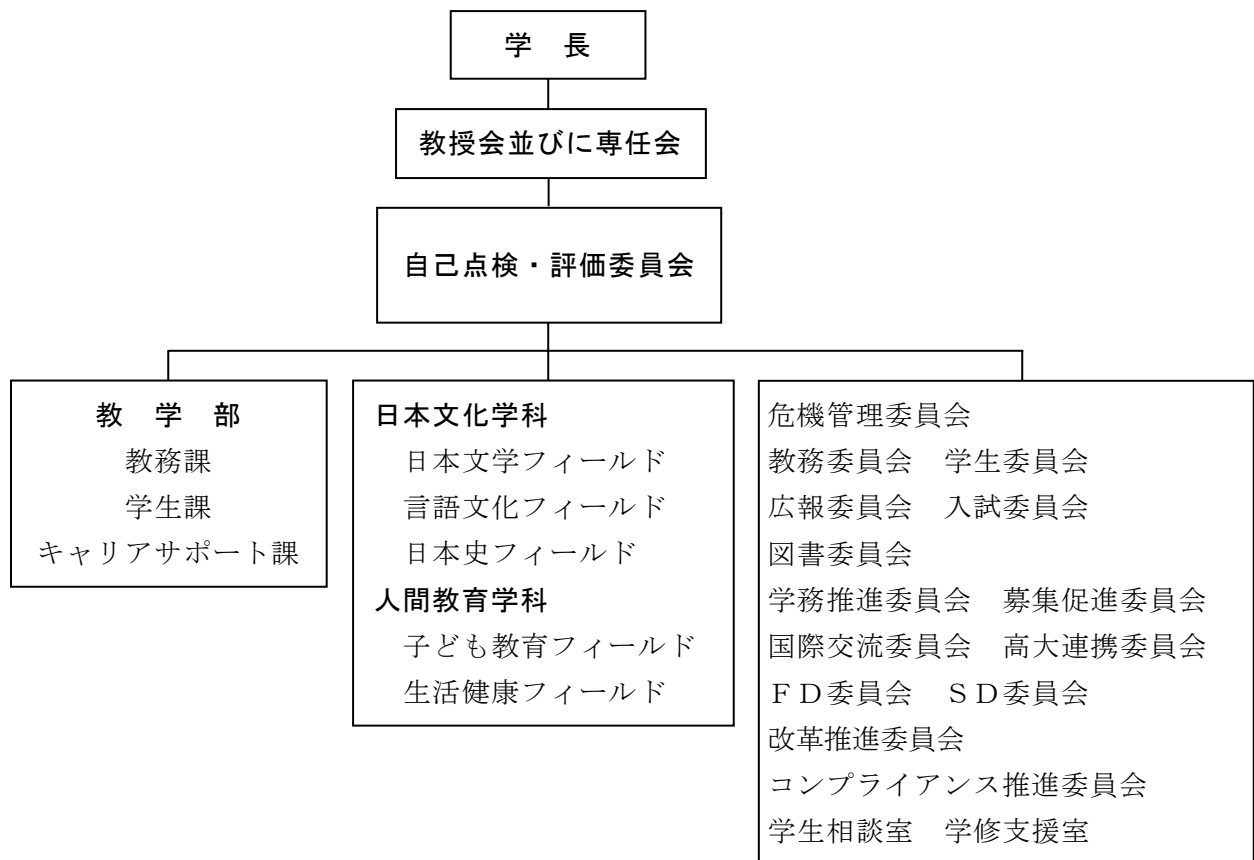 学　長
教授会並びに専任会
自己点検・評価委員会
教　学　部
教務課
学生課
キャリアサポート課
日本文化学科
日本文学フィールド
言語文化フィールド
日本史フィールド
人間教育学科
子ども教育フィールド
生活健康フィールド
危機管理委員会
教務委員会　学生委員会
広報委員会　入試委員会
図書委員会
学務推進委員会　募集促進委員会
国際交流委員会　高大連携委員会
ＦＤ委員会　ＳＤ委員会
改革推進委員会
コンプライアンス推進委員会
学生相談室　学修支援室